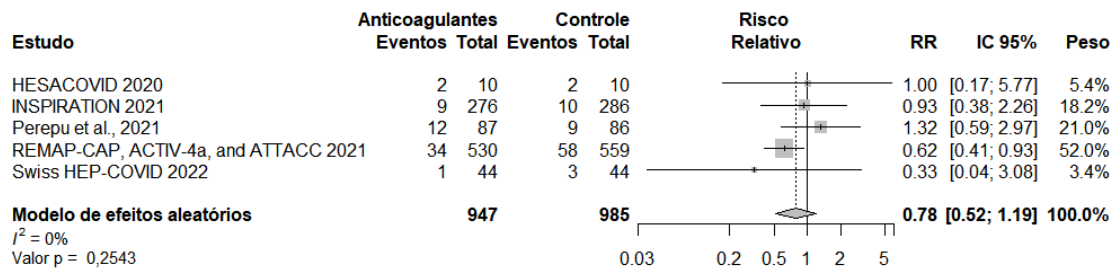 Anticoagulantes Controle Risco
Estudo Eventos Total Eventos Total Relativo RR IC 95% Peso
HESACOVID 2020 2 10 2 10 1.00 [0.17; 5.77] 5.4%
INSPIRATION 2021 9 276 10 286 0.93 [0.38; 2.26] 18.2%
Perepu et al., 2021 12 87 9 86 1.32 [0.59; 2.97] 21.0%
REMAP-CAP, ACTIV-4a, and ATTACC 2021 34 530 58 559 0.62 [0.41; 0.93] 52.0%
Swiss HEP-COVID 2022 1 44 3 44 0.33 [0.04; 3.08] 3.4%
Modelo de efeitos aleatórios 947 985 0.78 [0.52; 1.19] 100.0%
I² = 0%
Valor p = 0,2543 0.03 0.2 0.5 1 2 5